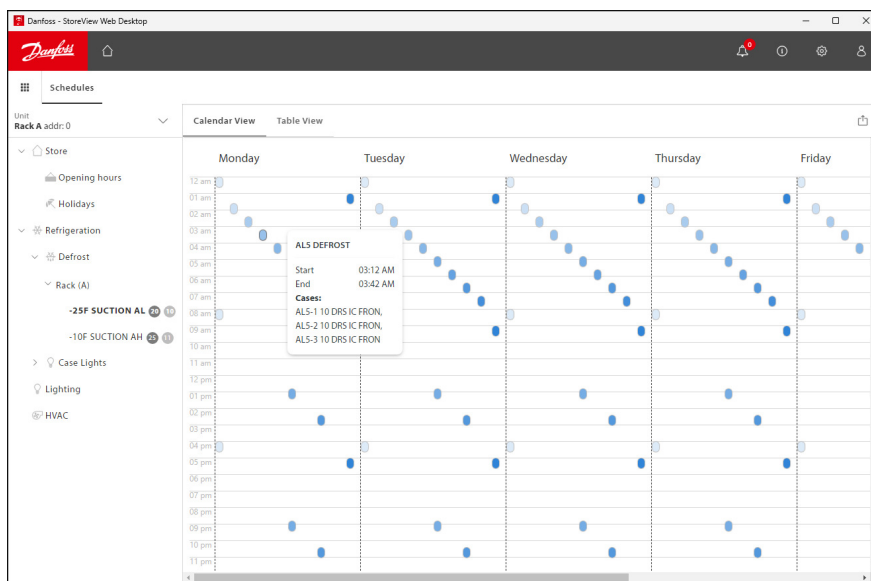 Danfoss - StoreView Web Desktop
Danfoss
0
Schedules
Unit
Rack A addr: 0
Store
Opening hours
Holidays
Refrigeration
Defrost
Rack (A)
-25F SUCTION AL 20 10
-10F SUCTION AH 25 11
Case Lights
Lighting
HVAC
Calendar View Table View
Monday Tuesday Wednesday Thursday Friday
12 am
01 am
02 am
03 am
04 am
05 am
06 am
07 am
08 am
09 am
10 am
11 am
12 pm
01 pm
02 pm
03 pm
04 pm
05 pm
06 pm
07 pm
08 pm
09 pm
10 pm
11 pm
AL5 DEFROST
Start 03:12 AM
End 03:42 AM
Cases:
AL5-1 10 DRS IC FRON,
AL5-2 10 DRS IC FRON,
AL5-3 10 DRS IC FRON